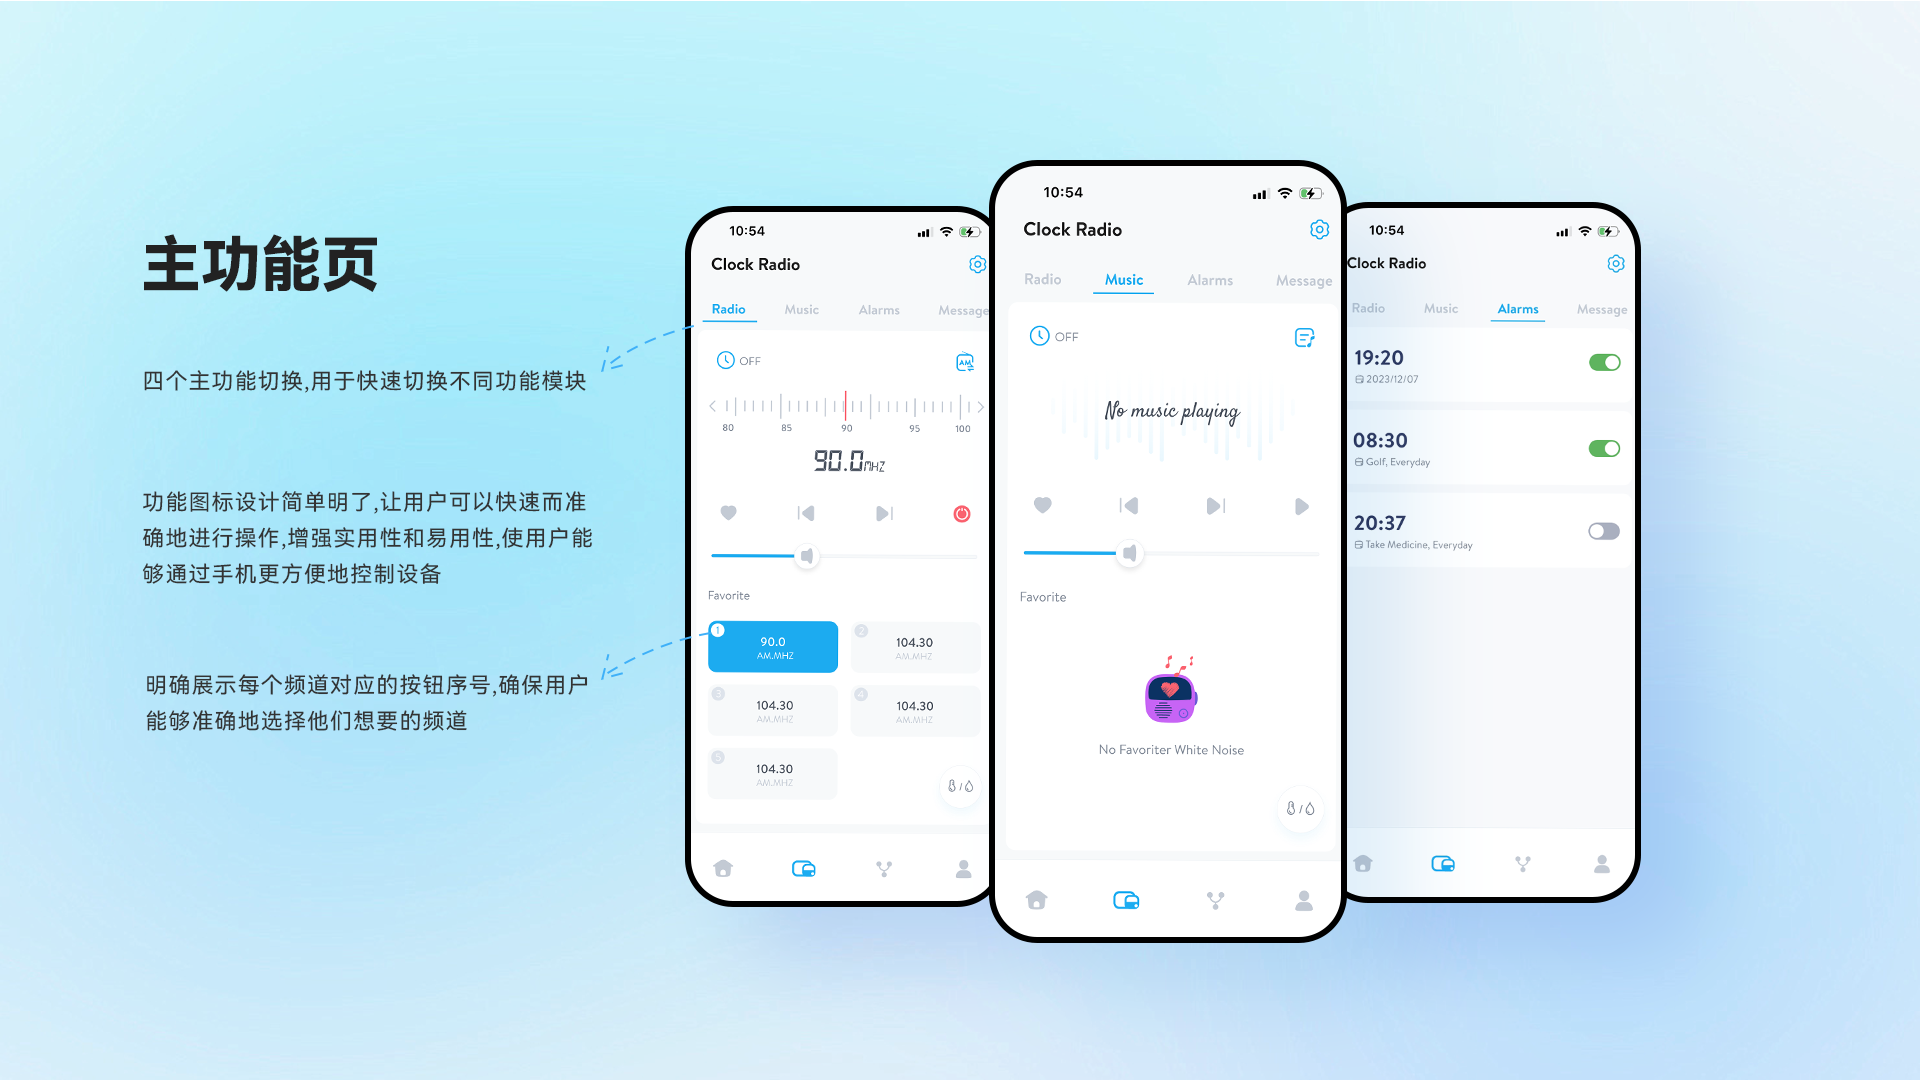 主功能页
四个主功能切换,用于快速切换不同功能模块
功能图标设计简单明了,让用户可以快速而准
确地进行操作,增强实用性和易用性,使用户能
够通过手机更方便地控制设备
明确展示每个频道对应的按钮序号,确保用户
能够准确地选择他们想要的频道
10:54
Clock Radio
Radio Music Alarms Message
OFF
AM
80 85 90 95 100
90.0MHZ
Favorite
1 90.0 AM.MHZ
2 104.30 AM.MHZ
3 104.30 AM.MHZ
4 104.30 AM.MHZ
5 104.30 AM.MHZ
/
10:54
Clock Radio
Radio Music Alarms Message
OFF
No music playing
Favorite
No Favoriter White Noise
/
10:54
Clock Radio
Radio Music Alarms Message
19:20
2023/12/07
08:30
Golf, Everyday
20:37
Take Medicine, Everyday